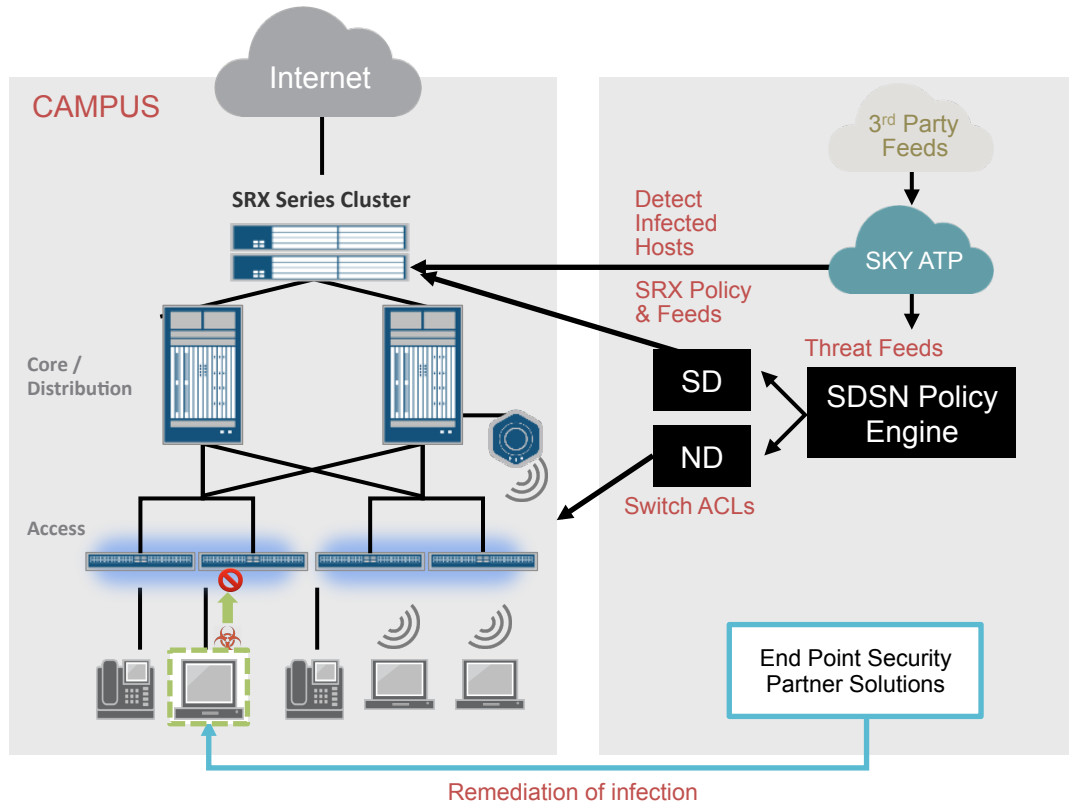 Internet
CAMPUS
SRX Series Cluster
Core /
Distribution
Access
3rd Party
Feeds
Detect
Infected
Hosts
SKY ATP
SRX Policy
& Feeds
Threat Feeds
SD
SDSN Policy
Engine
ND
Switch ACLs
End Point Security
Partner Solutions
Remediation of infection